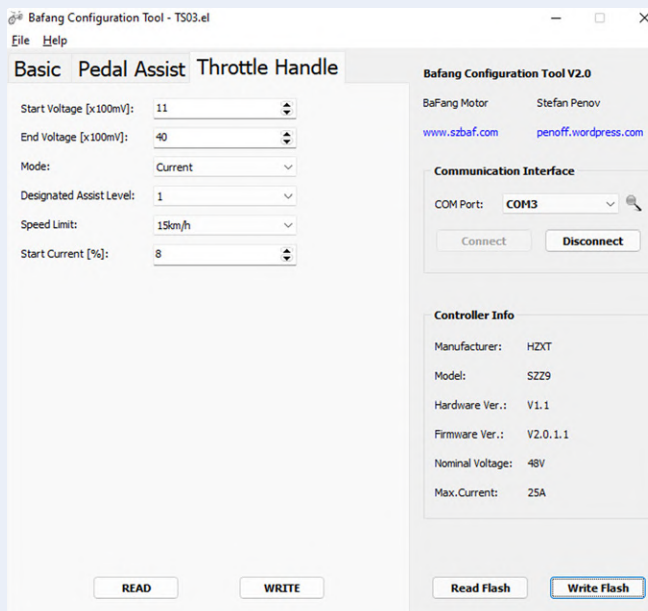 Bafang Configuration Tool - TS03.el
File Help
Basic Pedal Assist Throttle Handle
Start Voltage [x100mV]: 11
End Voltage [x100mV]: 40
Mode: Current
Designated Assist Level: 1
Speed Limit: 15km/h
Start Current [%]: 8
READ WRITE
Bafang Configuration Tool V2.0
BaFang Motor Stefan Penov
www.szbaf.com penoff.wordpress.com
Communication Interface
COM Port: COM3
Connect Disconnect
Controller Info
Manufacturer: HZXT
Model: SZZ9
Hardware Ver.: V1.1
Firmware Ver.: V2.0.1.1
Nominal Voltage: 48V
Max.Current: 25A
Read Flash Write Flash